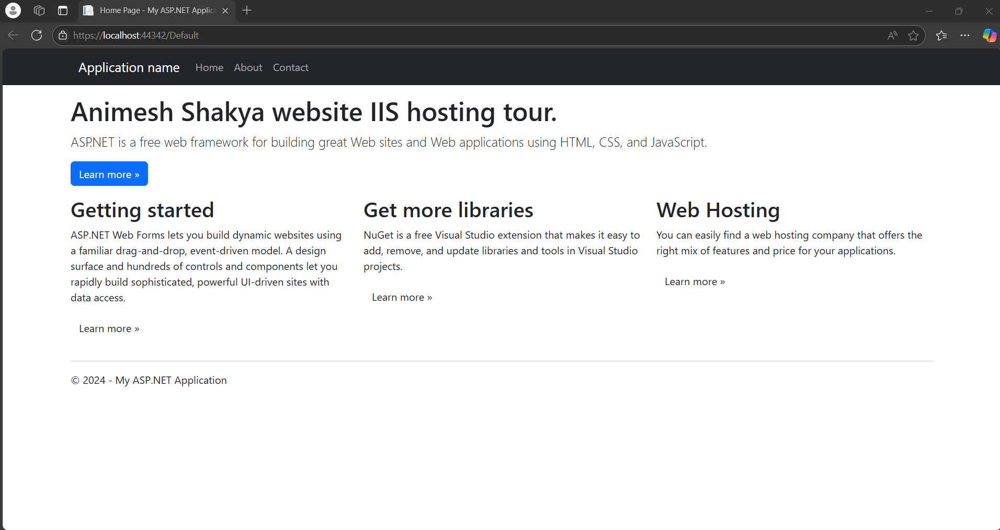 Home Page - My ASP.NET Applic
https://localhost:44342/Default
Application name Home About Contact
Animesh Shakya website IIS hosting tour.
ASP.NET is a free web framework for building great Web sites and Web applications using HTML, CSS, and JavaScript.
Learn more »
Getting started
ASP.NET Web Forms lets you build dynamic websites using
a familiar drag-and-drop, event-driven model. A design
surface and hundreds of controls and components let you
rapidly build sophisticated, powerful UI-driven sites with
data access.
Learn more »
Get more libraries
NuGet is a free Visual Studio extension that makes it easy to
add, remove, and update libraries and tools in Visual Studio
projects.
Learn more »
Web Hosting
You can easily find a web hosting company that offers the
right mix of features and price for your applications.
Learn more »
© 2024 - My ASP.NET Application